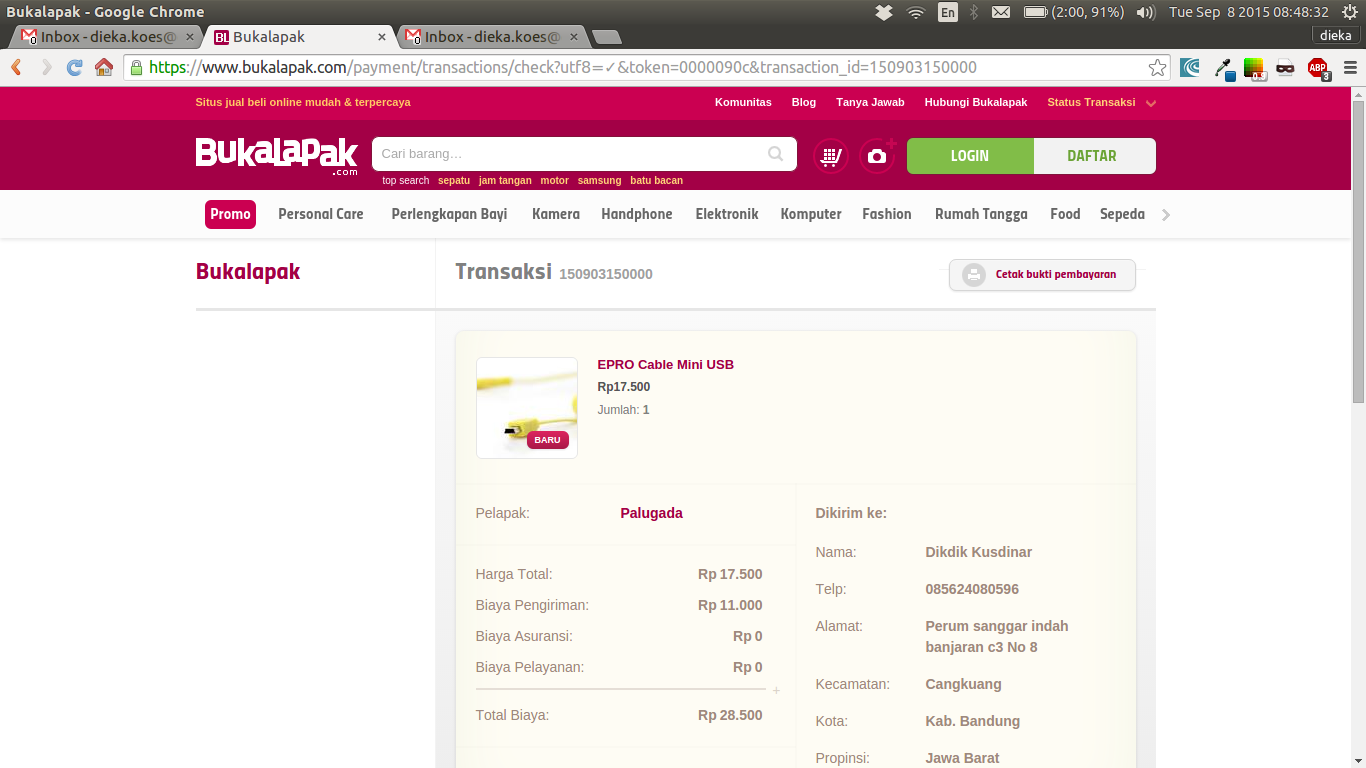 Bukalapak - Google Chrome
En
(2:00, 91%)
Tue Sep 8 2015 08:48:32
Inbox - dieka.koes@
Bukalapak
Inbox - dieka.koes@
dieka
https://www.bukalapak.com/payment/transactions/check?utf8=✓&token=0000090c&transaction_id=150903150000
Situs jual beli online mudah & terpercaya
Komunitas Blog Tanya Jawab Hubungi Bukalapak Status Transaksi
BukaLaPak
.com
Cari barang...
LOGIN DAFTAR
top search sepatu jam tangan motor samsung batu bacan
Promo Personal Care Perlengkapan Bayi Kamera Handphone Elektronik Komputer Fashion Rumah Tangga Food Sepeda
Bukalapak
Transaksi 150903150000
Cetak bukti pembayaran
EPRO Cable Mini USB
Rp17.500
Jumlah: 1
BARU
Pelapak: Palugada
Harga Total: Rp 17.500
Biaya Pengiriman: Rp 11.000
Biaya Asuransi: Rp 0
Biaya Pelayanan: Rp 0
+
Total Biaya: Rp 28.500
Dikirim ke:
Nama: Dikdik Kusdinar
Telp: 085624080596
Alamat: Perum sanggar indah
banjaran c3 No 8
Kecamatan: Cangkuang
Kota: Kab. Bandung
Propinsi: Jawa Barat